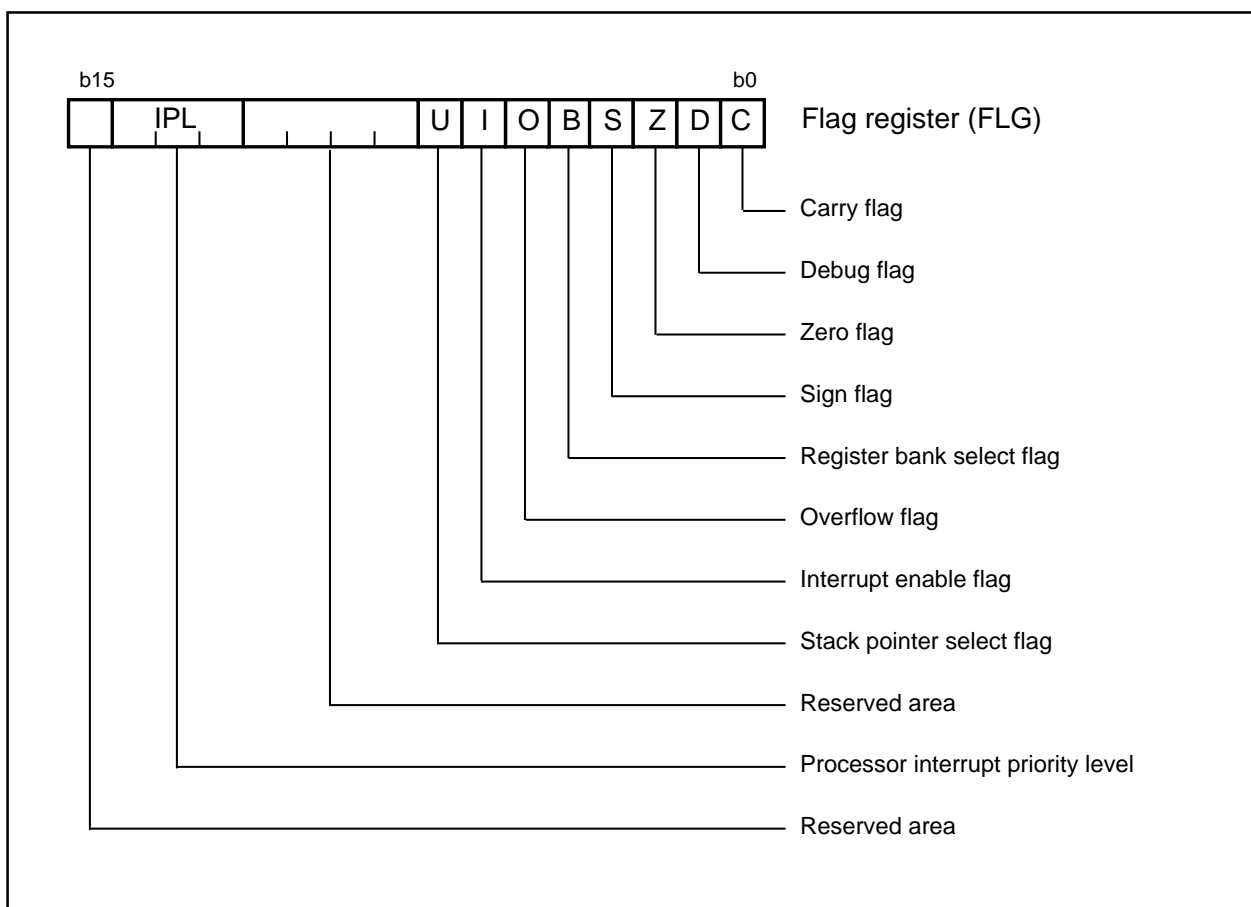 b15 b0
IPL U I O B S Z D C Flag register (FLG)
Carry flag
Debug flag
Zero flag
Sign flag
Register bank select flag
Overflow flag
Interrupt enable flag
Stack pointer select flag
Reserved area
Processor interrupt priority level
Reserved area